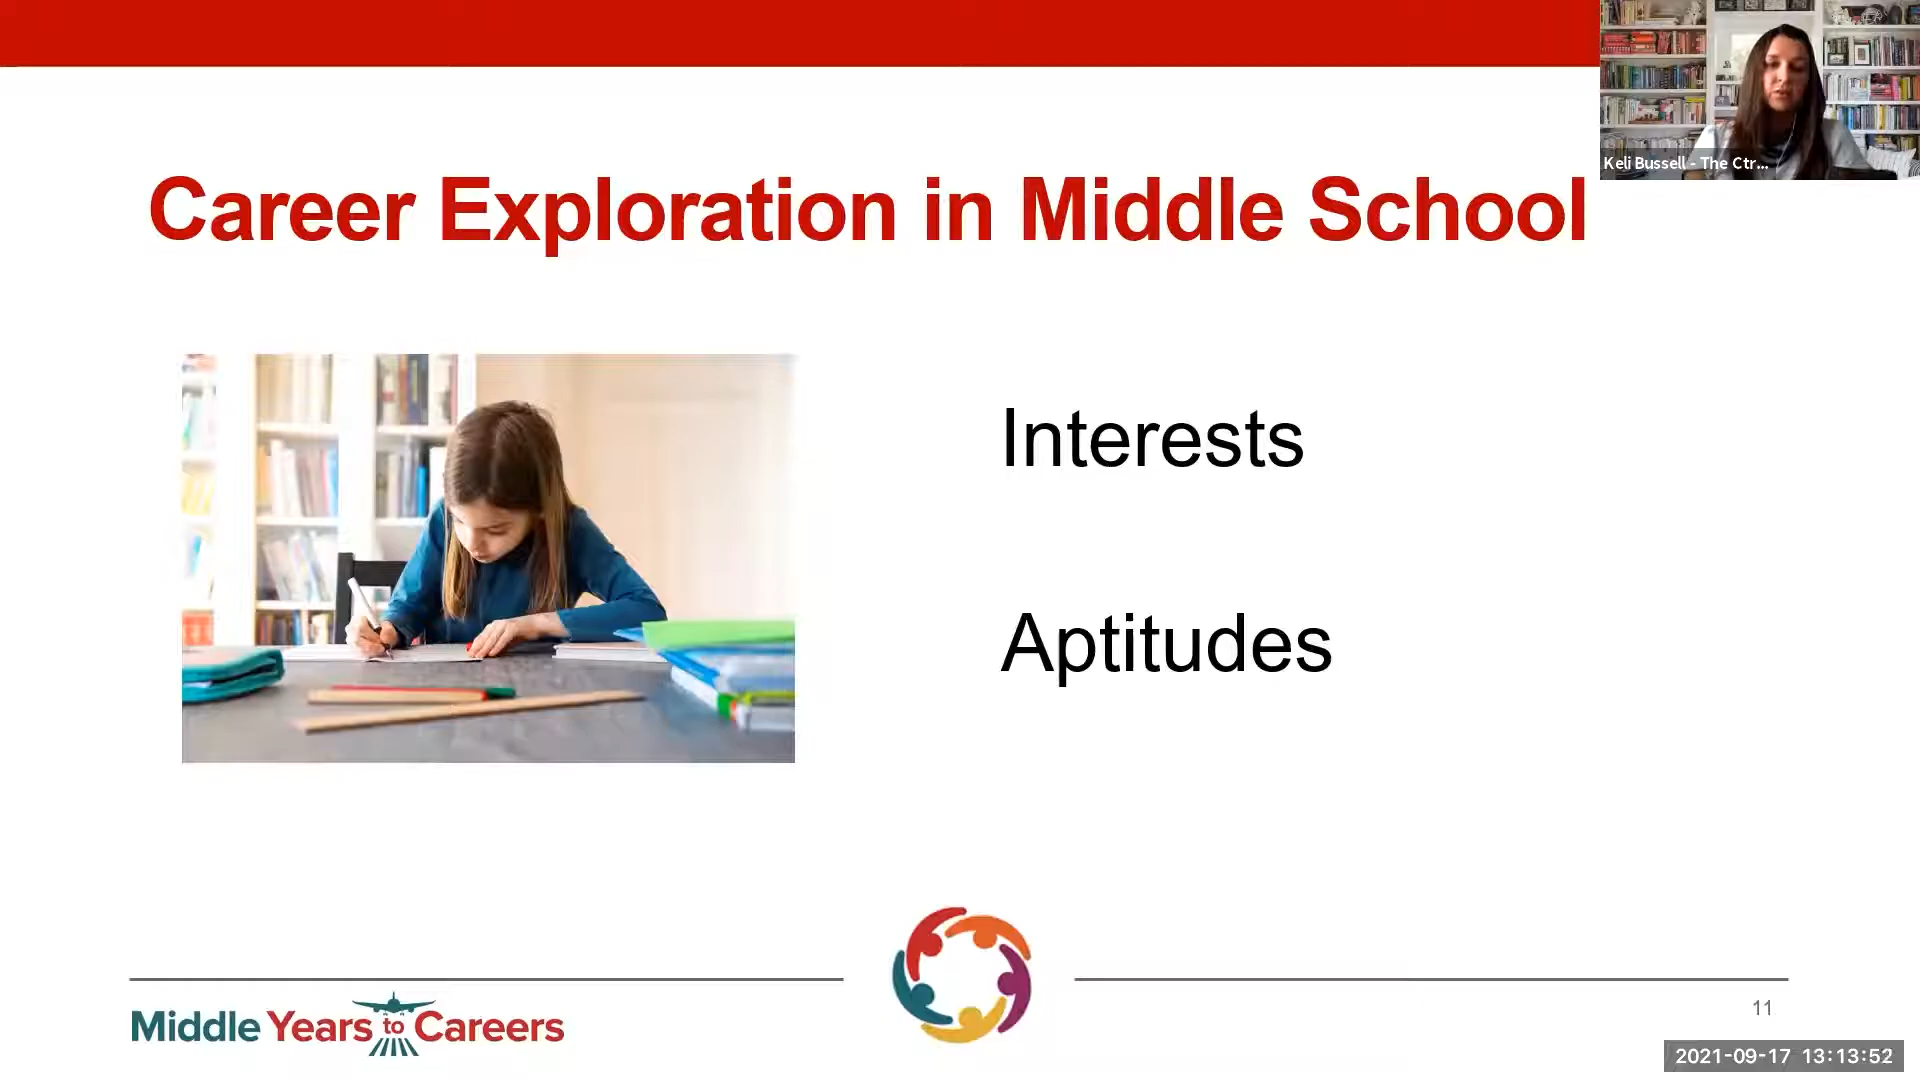 Keli Bussell - The Ctr...
Career Exploration in Middle School
Interests
Aptitudes
Middle Years to Careers
11
2021-09-17 13:13:52